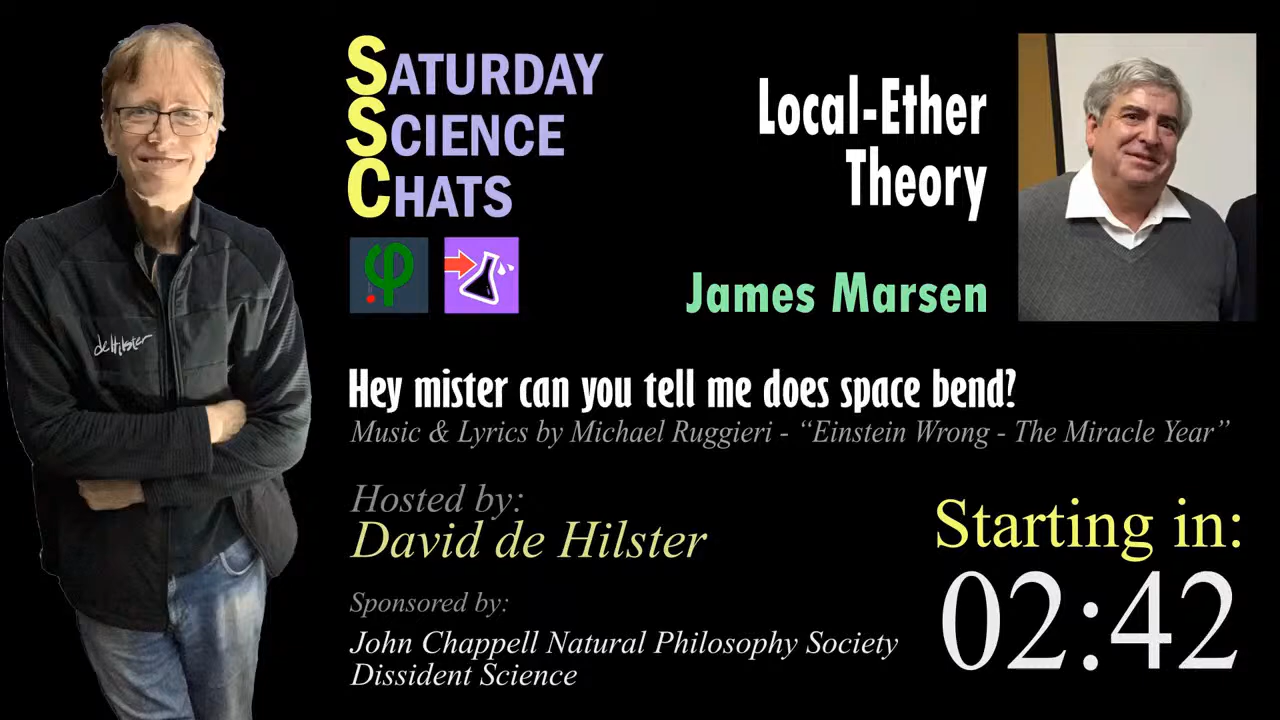 SATURDAY
SCIENCE
CHATS
Local-Ether
Theory
James Marsen
deHilster
Hey mister can you tell me does space bend?
Music & Lyrics by Michael Ruggieri - “Einstein Wrong - The Miracle Year”
Hosted by:
David de Hilster
Starting in:
02:42
Sponsored by:
John Chappell Natural Philosophy Society
Dissident Science